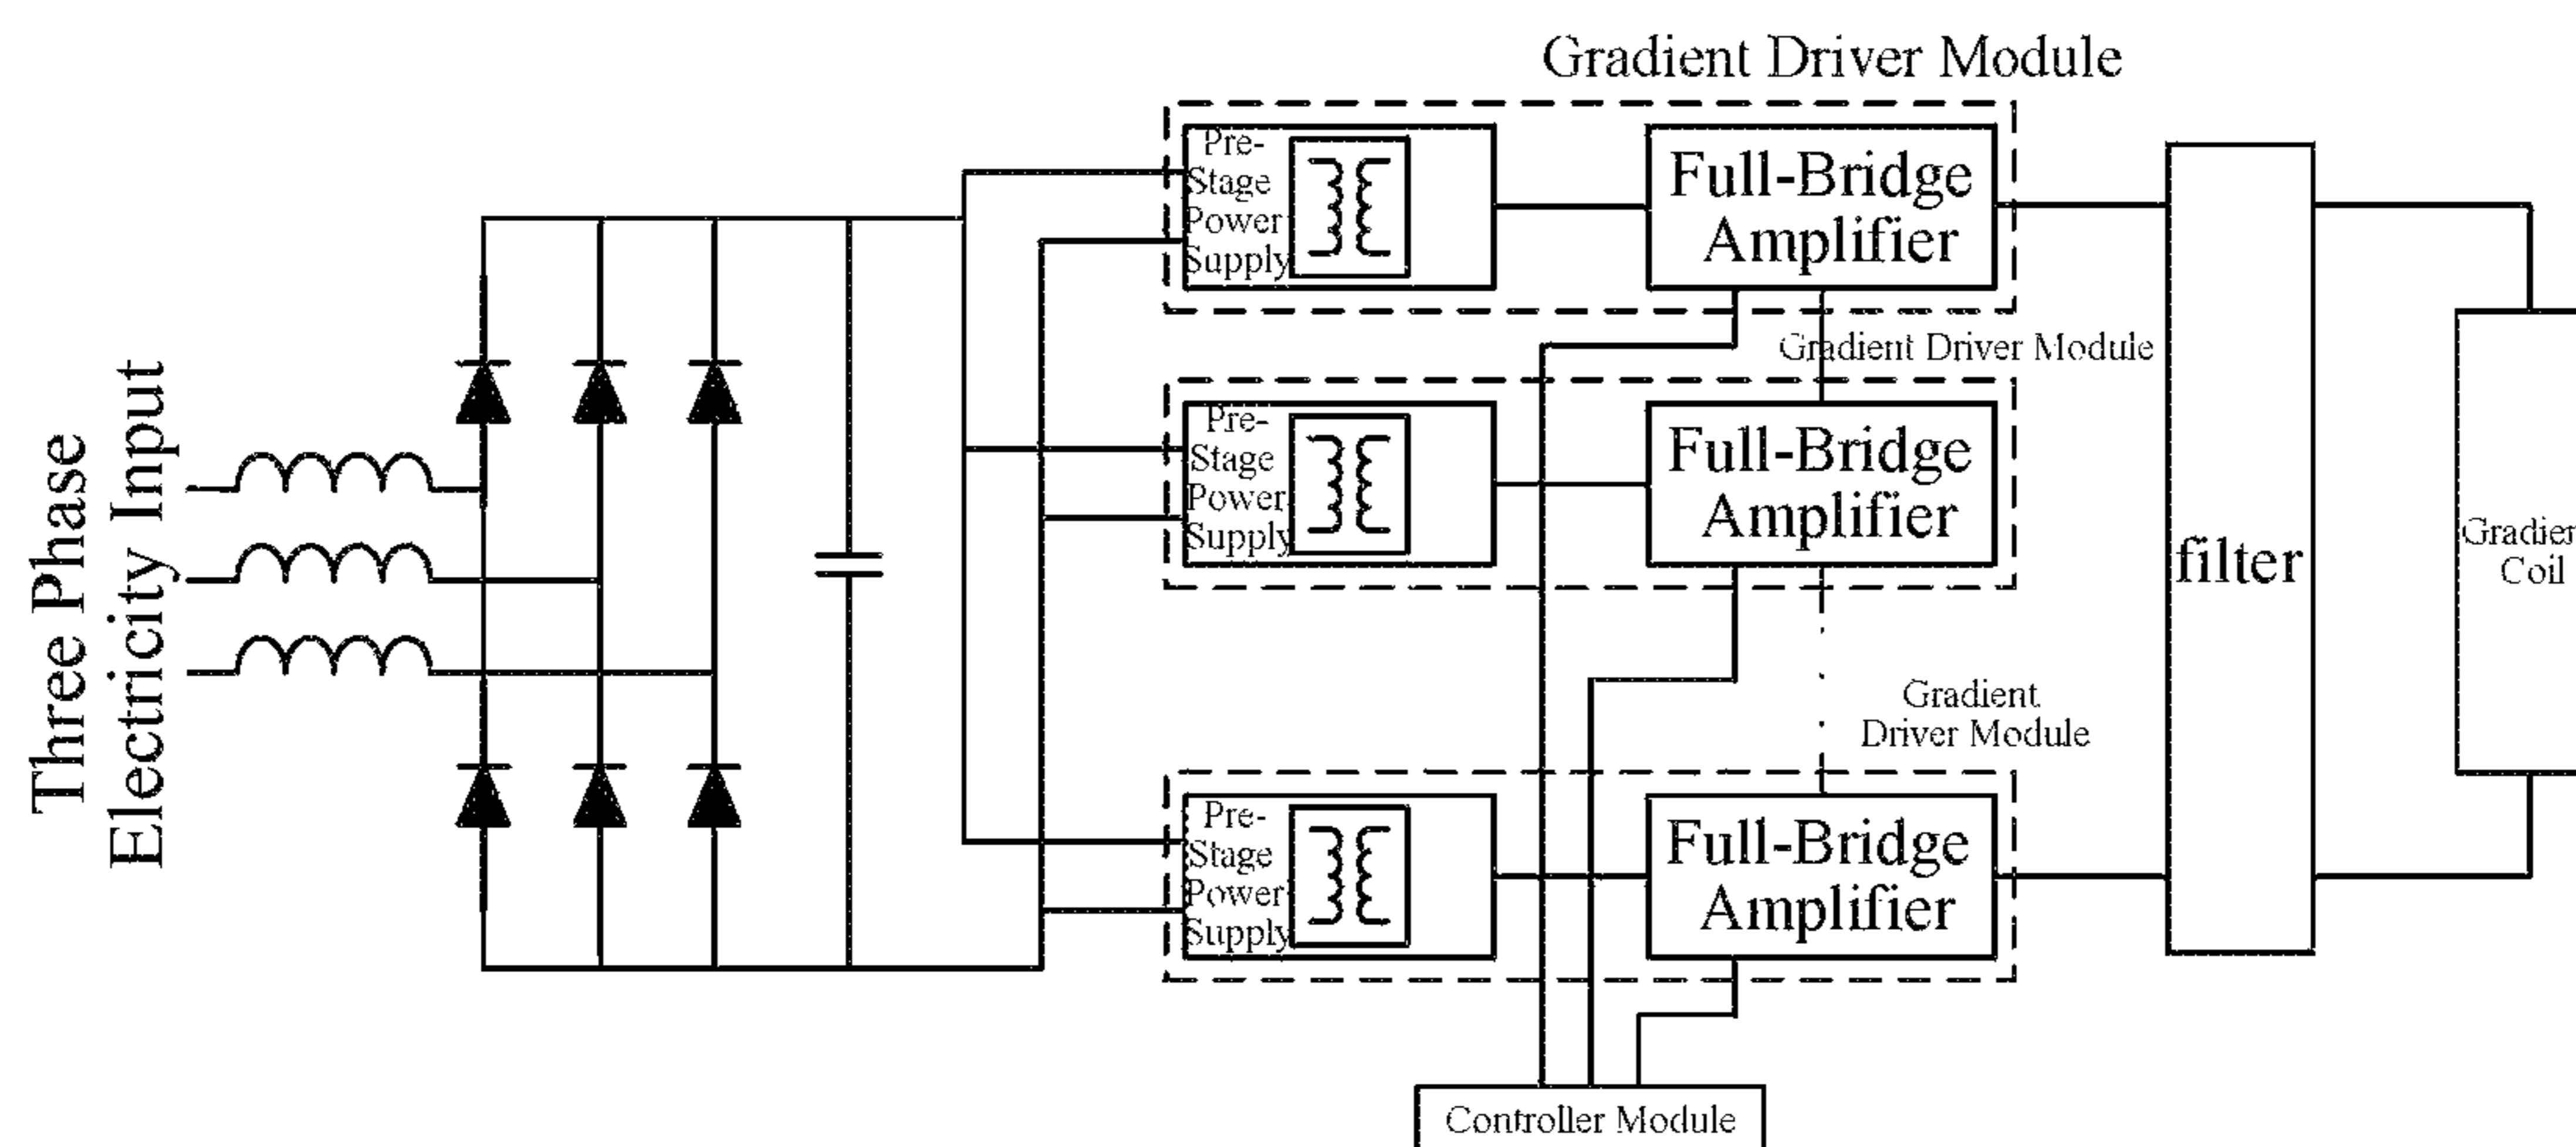 Gradient Driver Module
Three Phase
Electricity Input
Pre-
Stage
Power
Supply
Full-Bridge
Amplifier
Gradient Driver Module
Pre-
Stage
Power
Supply
Full-Bridge
Amplifier
filter
Coil
Gradient
Driver Module
Pre-
Stage
Power
Supply
Full-Bridge
Amplifier
Controller Module